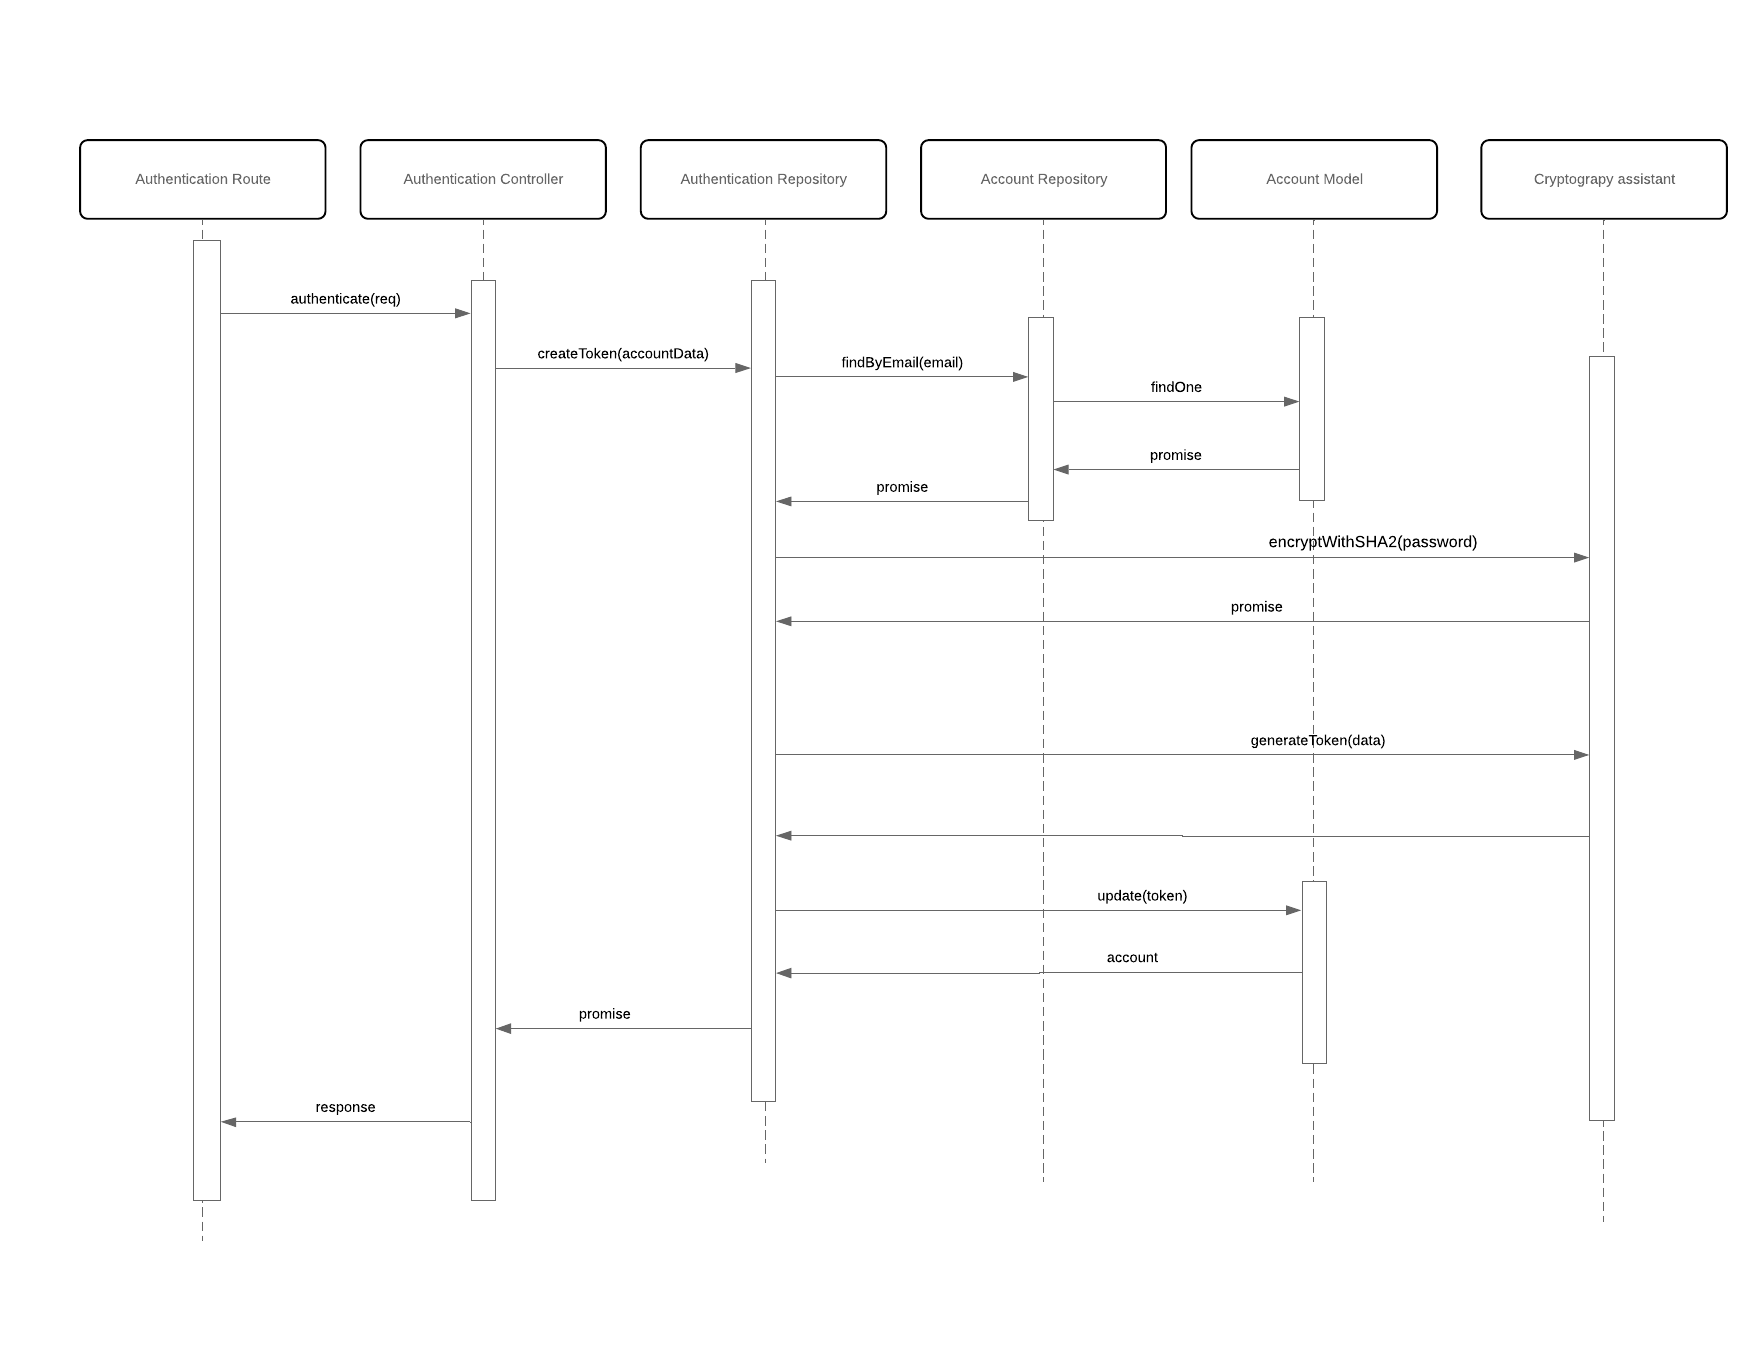 Authentication Route
Authentication Controller
Authentication Repository
Account Repository
Account Model
Cryptograpy assistant
authenticate(req)
createToken(accountData)
findByEmail(email)
findOne
promise
promise
encryptWithSHA2(password)
promise
generateToken(data)
update(token)
account
promise
response